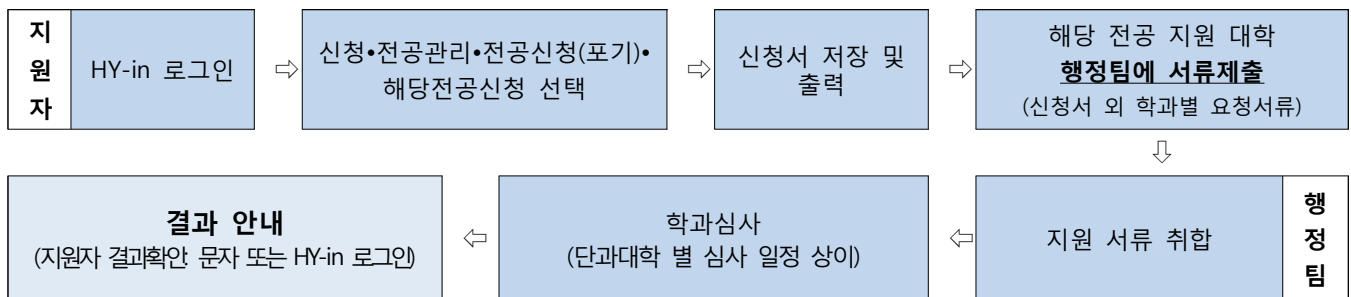 지
원
자
HY-in 로그인
⇨
신청•전공관리•전공신청(포기)•
해당전공신청 선택
⇨
신청서 저장 및
출력
⇨
해당 전공 지원 대학
행정팀에 서류제출
(신청서 외 학과별 요청서류)
⇩
결과 안내
(지원자 결과확인: 문자 또는 HY-in 로그인)
⇦
학과심사
(단과대학 별 심사 일정 상이)
⇦
지원 서류 취합
행
정
팀